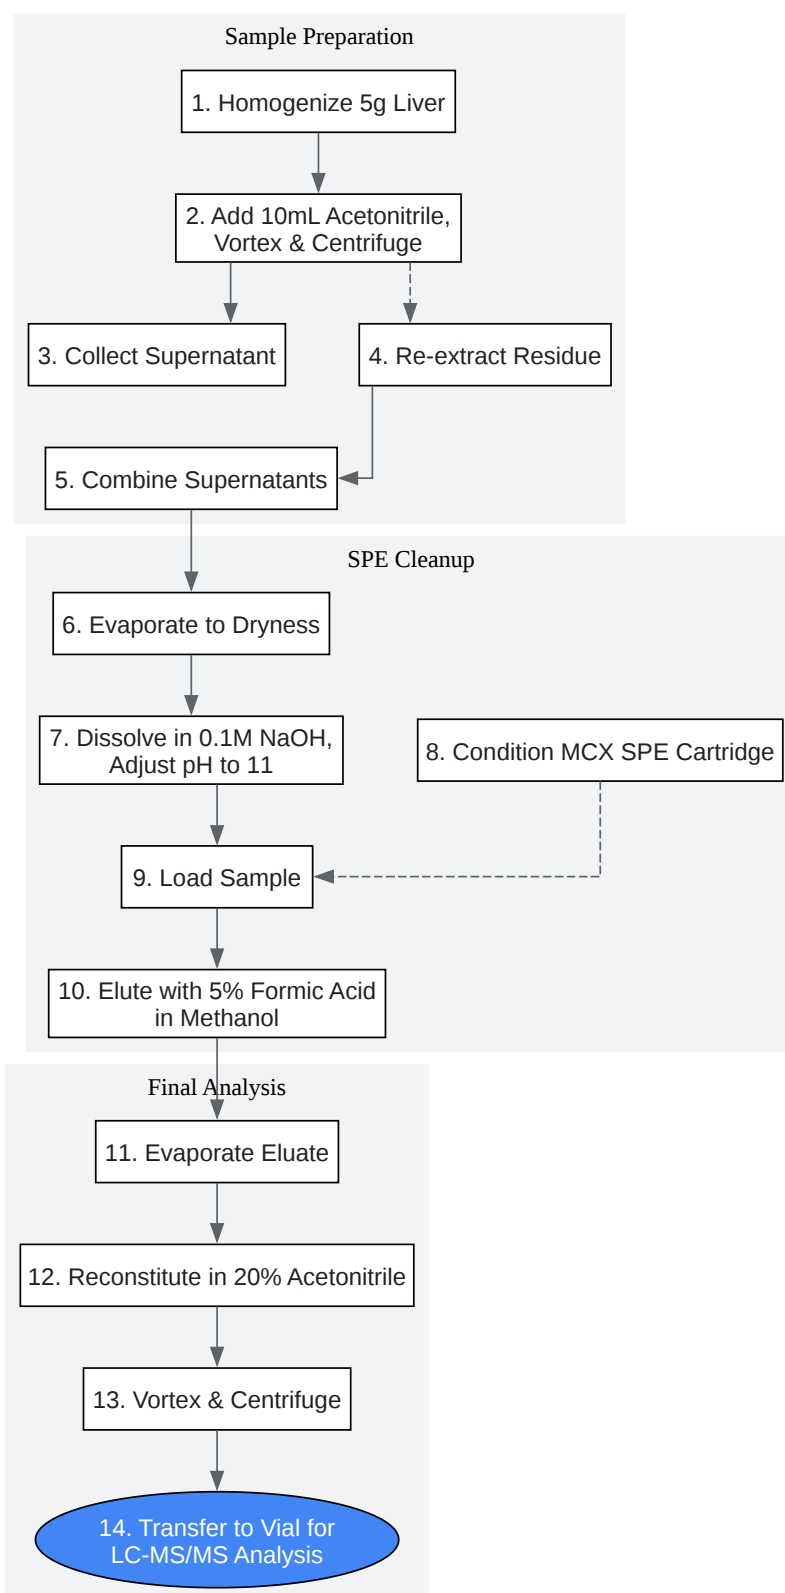 Sample Preparation
1. Homogenize 5g Liver
2. Add 10mL Acetonitrile,
Vortex & Centrifuge
3. Collect Supernatant
4. Re-extract Residue
5. Combine Supernatants
SPE Cleanup
6. Evaporate to Dryness
7. Dissolve in 0.1M NaOH,
Adjust pH to 11
8. Condition MCX SPE Cartridge
9. Load Sample
10. Elute with 5% Formic Acid
in Methanol
Final Analysis
11. Evaporate Eluate
12. Reconstitute in 20% Acetonitrile
13. Vortex & Centrifuge
14. Transfer to Vial for
LC-MS/MS Analysis